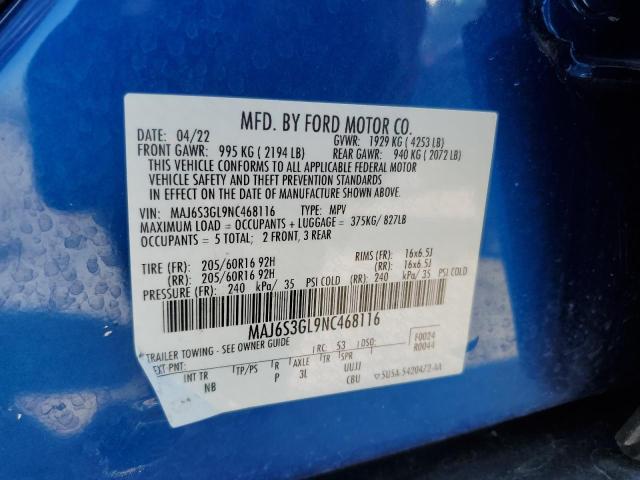 MFD. BY FORD MOTOR CO.
DATE: 04/22 GVWR: 1929 KG ( 4253 LB)
FRONT GAWR: 995 KG ( 2194 LB) REAR GAWR: 940 KG ( 2072 LB)
THIS VEHICLE CONFORMS TO ALL APPLICABLE FEDERAL MOTOR
VEHICLE SAFETY AND THEFT PREVENTION STANDARDS
IN EFFECT ON THE DATE OF MANUFACTURE SHOWN ABOVE.
VIN: MAJ6S3GL9NC468116 TYPE: MPV
MAXIMUM LOAD = OCCUPANTS + LUGGAGE = 375KG/ 827LB
OCCUPANTS = 5 TOTAL; 2 FRONT, 3 REAR
TIRE (FR): 205/60R16 92H RIMS (FR): 16x6.5J
(RR): 205/60R16 92H (RR): 16x6.5J
PRESSURE (FR): 240 kPa/ 35 PSI COLD (RR): 240 kPa/ 35 PSI COLD
MAJ6S3GL9NC468116
TRAILER TOWING - SEE OWNER GUIDE RC: 53 DSO: F0024
EXT PNT: R0044
INT TR TP/PS R AXLE TR SPR
NB P 3L UUJJ
CBU 5U5A-5420472-AA